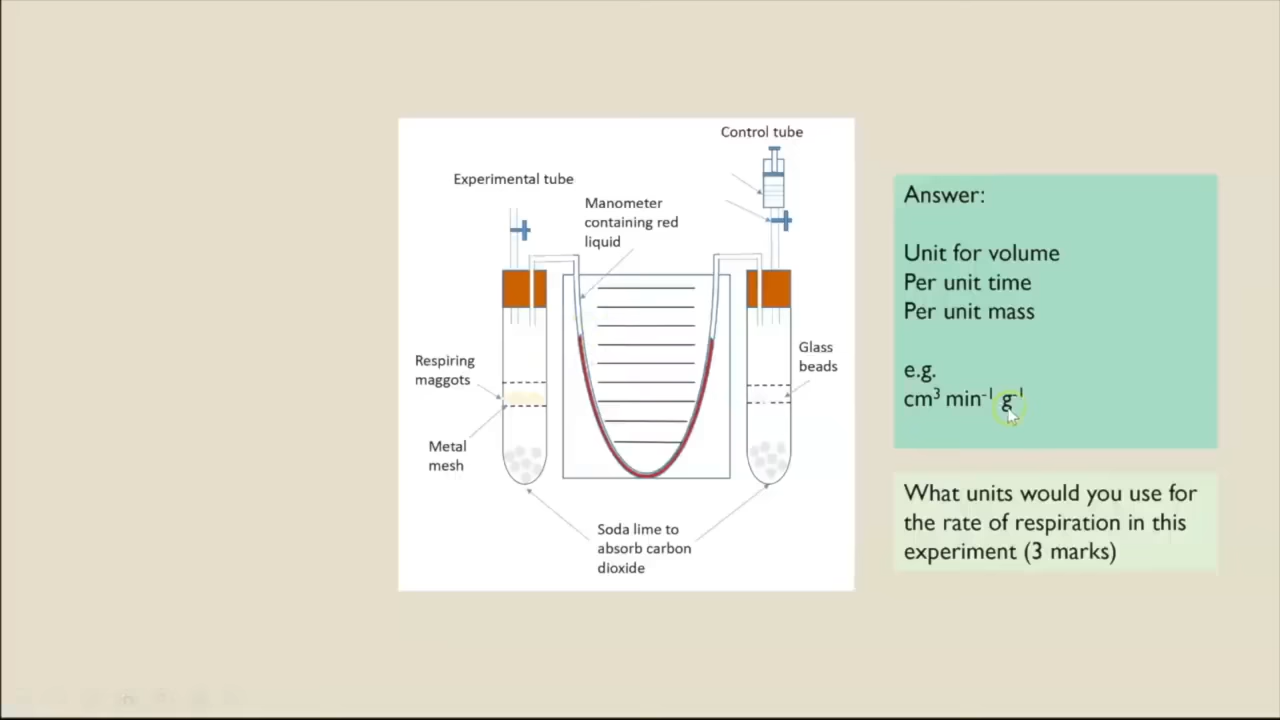 Control tube
Experimental tube
Manometer
containing red
liquid
Respiring
maggots
Metal
mesh
Glass
beads
Soda lime to
absorb carbon
dioxide
Answer:
Unit for volume
Per unit time
Per unit mass
e.g.
cm³ min⁻¹ g⁻¹
What units would you use for
the rate of respiration in this
experiment (3 marks)